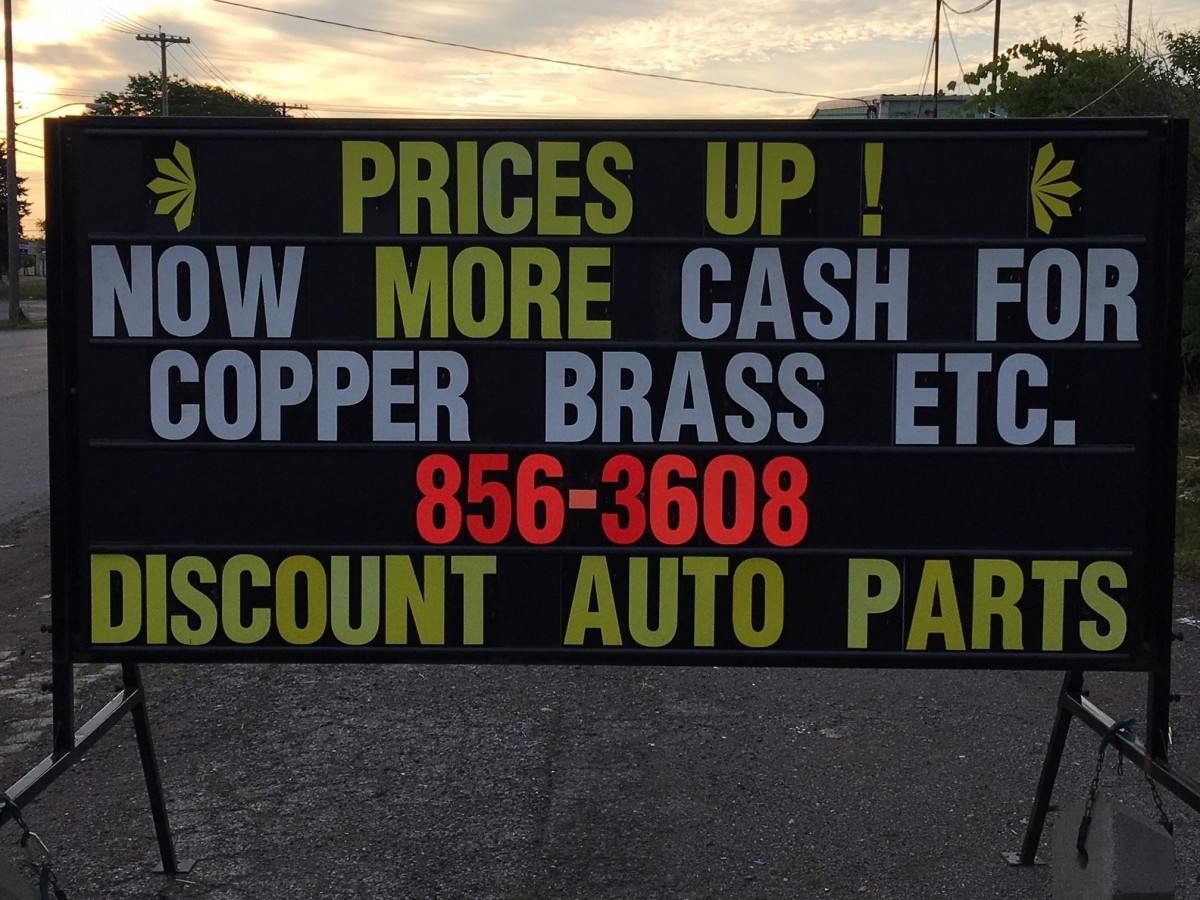 PRICES UP !
NOW MORE CASH FOR
COPPER BRASS ETC.
856-3608
DISCOUNT AUTO PARTS